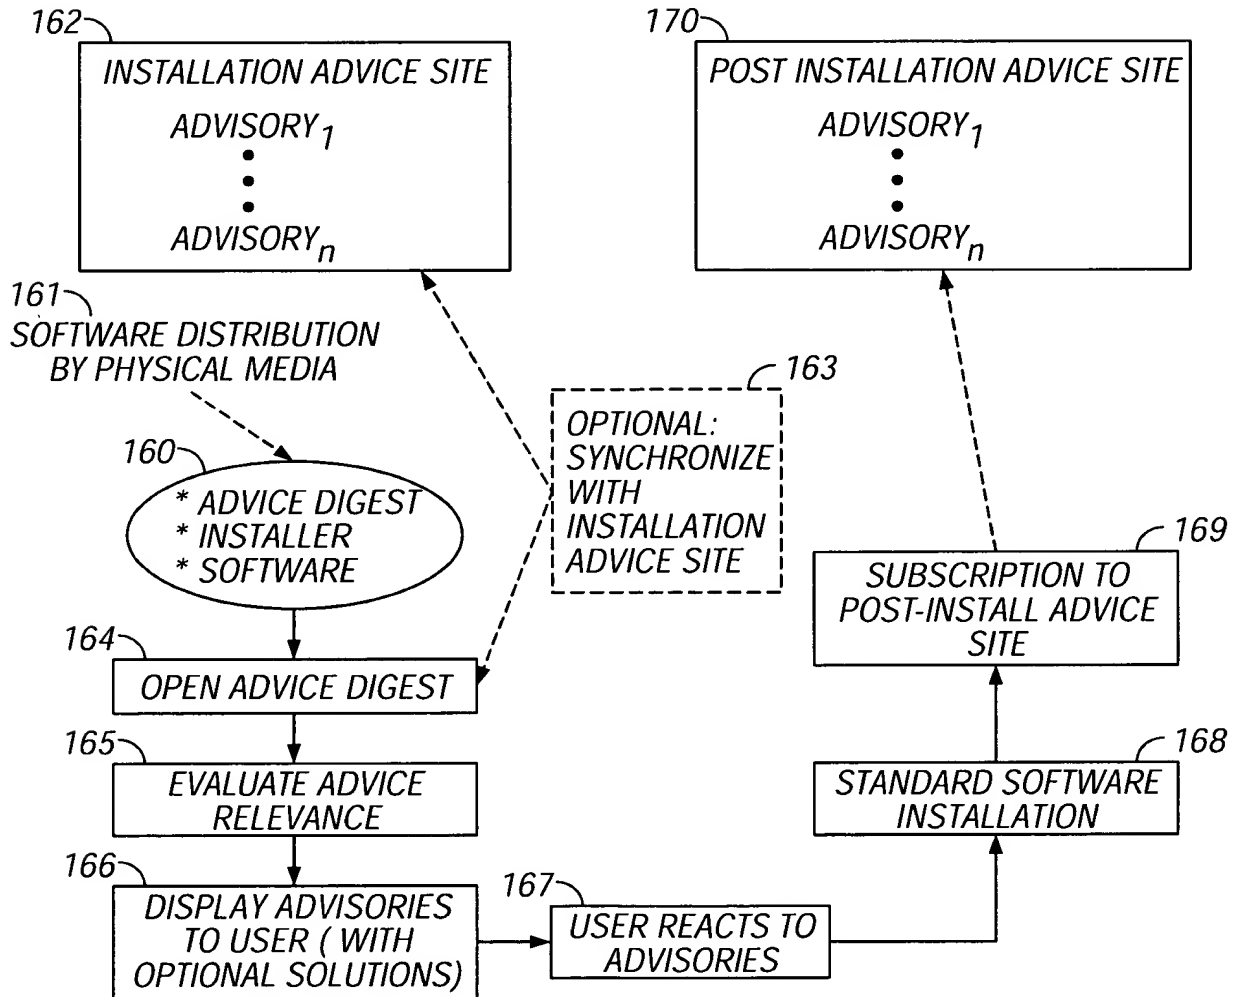 162
INSTALLATION ADVICE SITE
ADVISORY1
ADVISORYn
170
POST INSTALLATION ADVICE SITE
ADVISORY1
ADVISORYn
161
SOFTWARE DISTRIBUTION
BY PHYSICAL MEDIA
163
OPTIONAL:
SYNCHRONIZE
WITH
INSTALLATION
ADVICE SITE
160
* ADVICE DIGEST
* INSTALLER
* SOFTWARE
164
OPEN ADVICE DIGEST
165
EVALUATE ADVICE
RELEVANCE
166
DISPLAY ADVISORIES
TO USER ( WITH
OPTIONAL SOLUTIONS)
167
USER REACTS TO
ADVISORIES
168
STANDARD SOFTWARE
INSTALLATION
169
SUBSCRIPTION TO
POST-INSTALL ADVICE
SITE